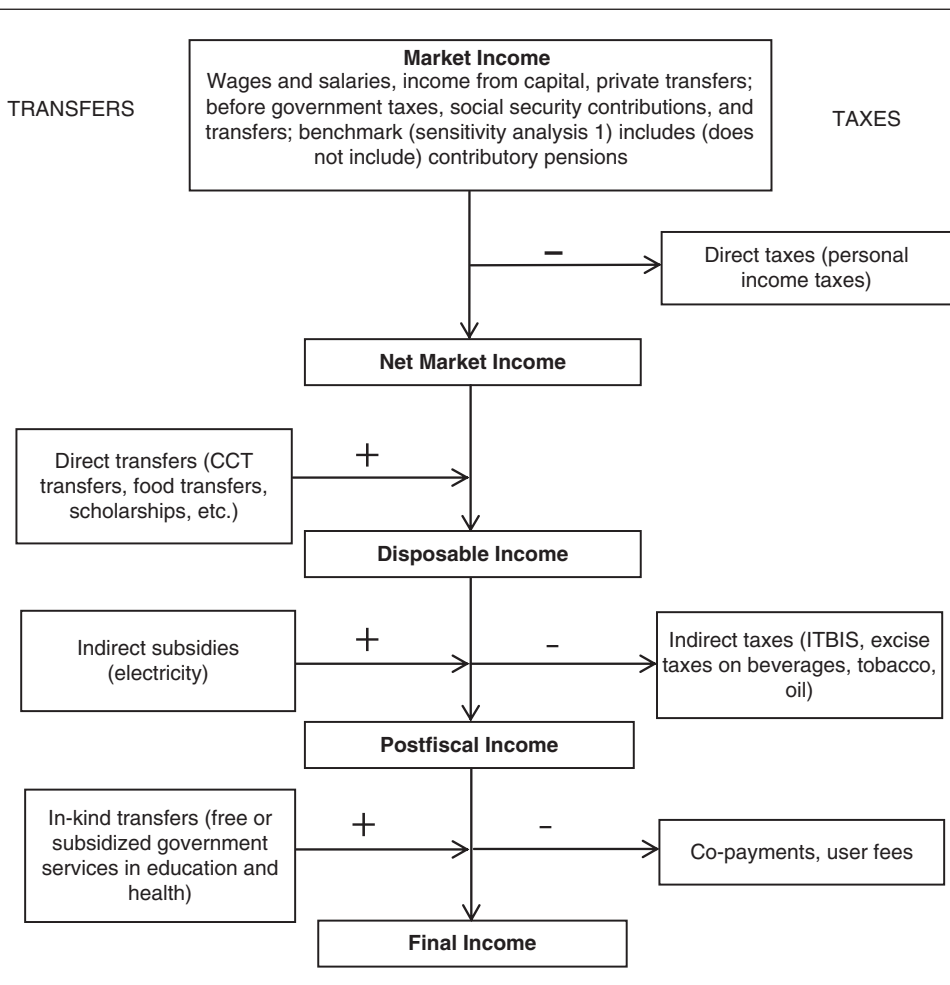 Market Income
Wages and salaries, income from capital, private transfers;
before government taxes, social security contributions, and
transfers; benchmark (sensitivity analysis 1) includes (does
not include) contributory pensions
TRANSFERS
TAXES
–
Direct taxes (personal
income taxes)
Net Market Income
Direct transfers (CCT
transfers, food transfers,
scholarships, etc.)
+
Disposable Income
Indirect subsidies
(electricity)
+
-
Indirect taxes (ITBIS, excise
taxes on beverages, tobacco,
oil)
Postfiscal Income
In-kind transfers (free or
subsidized government
services in education and
health)
+
-
Co-payments, user fees
Final Income